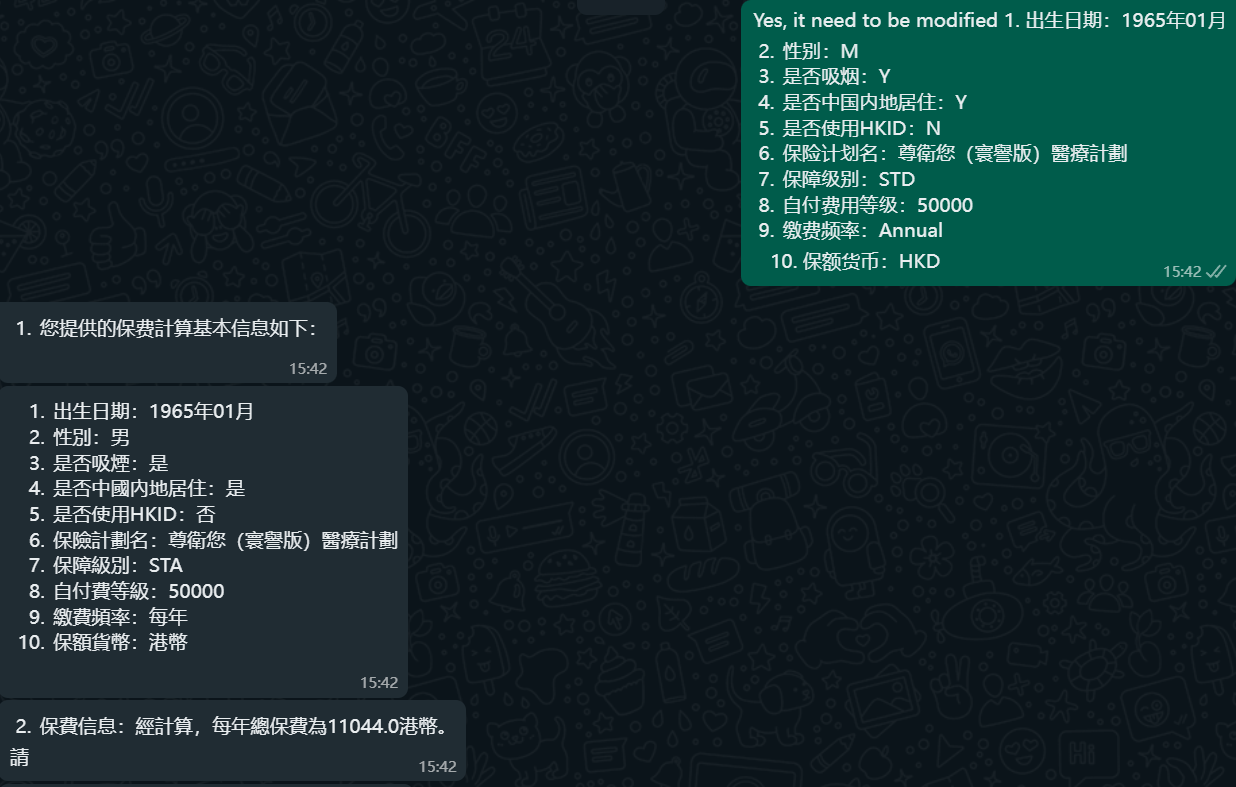 Yes, it need to be modified 1. 出生日期：1965年01月
2. 性别：M
3. 是否吸烟：Y
4. 是否中国内地居住：Y
5. 是否使用HKID：N
6. 保险计划名：尊衛您（寰譽版）醫療計劃
7. 保障级别：STD
8. 自付费用等级：50000
9. 缴费频率：Annual
10. 保额货币：HKD
15:42
1. 您提供的保费計算基本信息如下：
15:42
1. 出生日期：1965年01月
2. 性別：男
3. 是否吸煙：是
4. 是否中國内地居住：是
5. 是否使用HKID：否
6. 保險計劃名：尊衛您（寰譽版）醫療計劃
7. 保障級別：STA
8. 自付費等級：50000
9. 繳費頻率：每年
10. 保額貨幣：港幣
15:42
2. 保費信息：經計算，每年總保費為11044.0港幣。
請
15:42